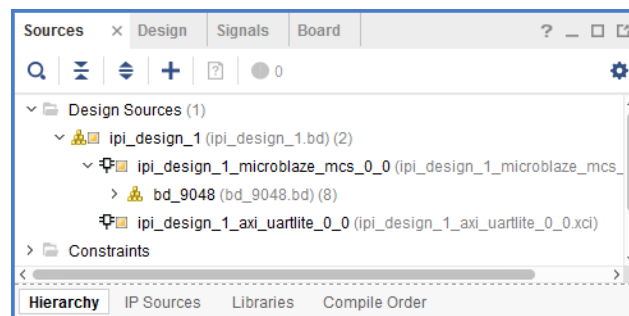 Sources × Design Signals Board ?
? 0
Design Sources (1)
ipi_design_1 (ipi_design_1.bd) (2)
ipi_design_1_microblaze_mcs_0_0 (ipi_design_1_microblaze_mcs_
bd_9048 (bd_9048.bd) (8)
ipi_design_1_axi_uartlite_0_0 (ipi_design_1_axi_uartlite_0_0.xci)
Constraints
Hierarchy IP Sources Libraries Compile Order